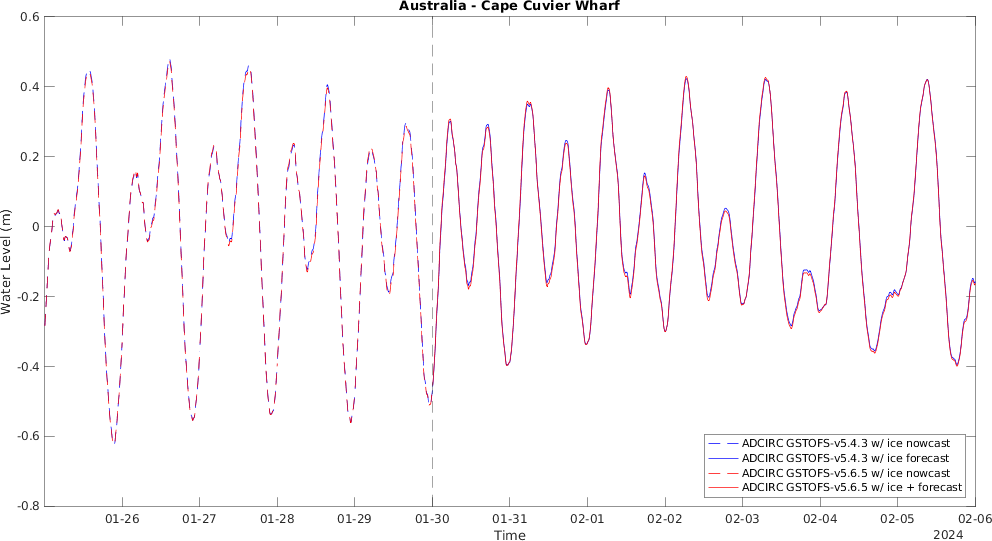 Australia - Cape Cuvier Wharf
0.6
0.4
0.2
0
-0.2
-0.4
-0.6
-0.8
Water Level (m)
ADCIRC GSTOFS-v5.4.3 w/ ice nowcast
ADCIRC GSTOFS-v5.4.3 w/ ice forecast
ADCIRC GSTOFS-v5.6.5 w/ ice nowcast
ADCIRC GSTOFS-v5.6.5 w/ ice + forecast
01-26 01-27 01-28 01-29 01-30 01-31 02-01 02-02 02-03 02-04 02-05 02-06
Time
2024